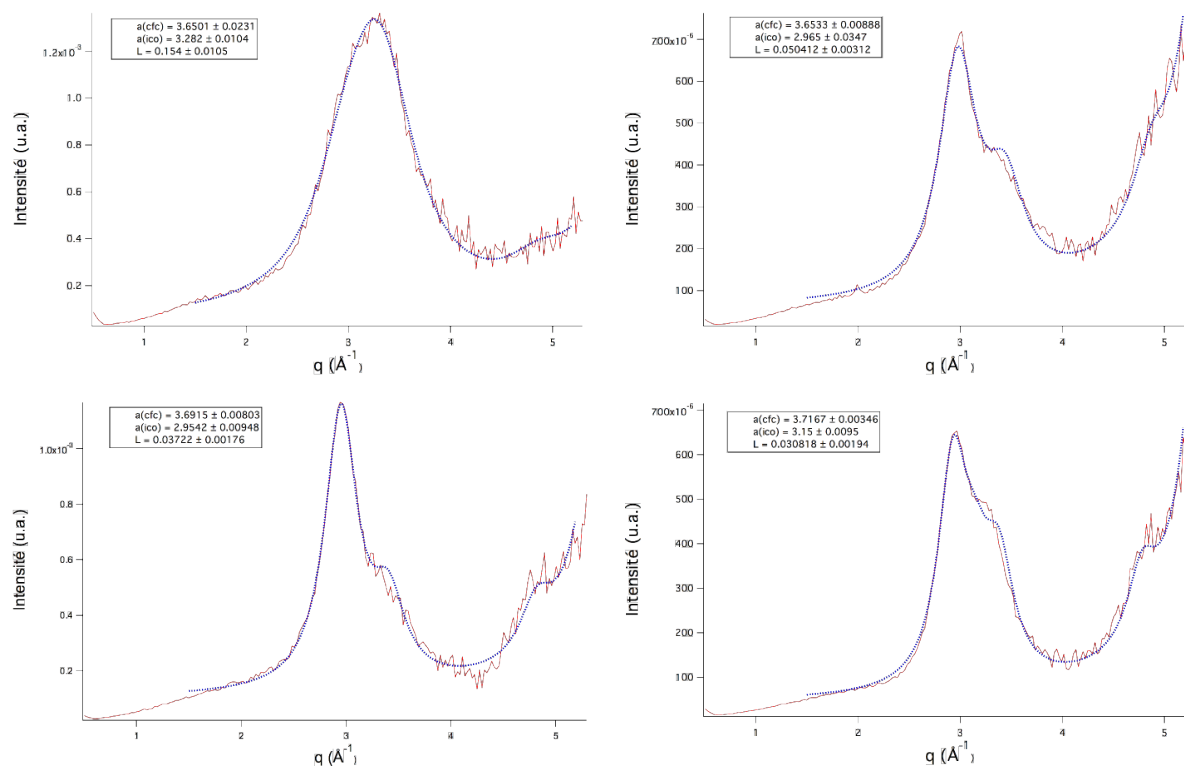 a(cfc) = 3.6501 ± 0.0231
a(ico) = 3.282 ± 0.0104
L = 0.154 ± 0.0105
1.2x10⁻³
1.0
0.8
0.6
0.4
0.2
Intensité (u.a.)
1 2 3 4 5
q (Å⁻¹)
a(cfc) = 3.6533 ± 0.00888
a(ico) = 2.965 ± 0.0347
L = 0.050412 ± 0.00312
700x10⁻⁶
600
500
400
300
200
100
Intensité (u.a.)
1 2 3 4 5
q (Å⁻¹)
a(cfc) = 3.6915 ± 0.00803
a(ico) = 2.9542 ± 0.00948
L = 0.03722 ± 0.00176
1.0x10⁻³
0.8
0.6
0.4
0.2
Intensité (u.a.)
1 2 3 4 5
q (Å⁻¹)
a(cfc) = 3.7167 ± 0.00346
a(ico) = 3.15 ± 0.0095
L = 0.030818 ± 0.00194
700x10⁻⁶
600
500
400
300
200
100
Intensité (u.a.)
1 2 3 4 5
q (Å⁻¹)